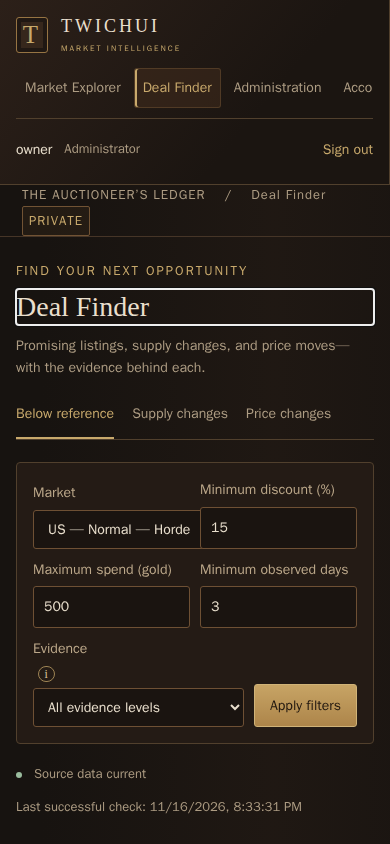 T TWICHUI
MARKET INTELLIGENCE
Market Explorer Deal Finder Administration Acco
owner Administrator Sign out
THE AUCTIONEER’S LEDGER / Deal Finder
PRIVATE
FIND YOUR NEXT OPPORTUNITY
Deal Finder
Promising listings, supply changes, and price moves—
with the evidence behind each.
Below reference Supply changes Price changes
Market Minimum discount (%)
US — Normal — Horde 15
Maximum spend (gold) Minimum observed days
500 3
Evidence
i
All evidence levels Apply filters
Source data current
Last successful check: 11/16/2026, 8:33:31 PM